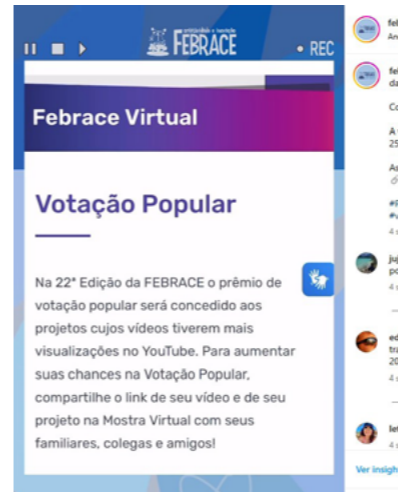 FEBRACE
• REC
Febrace Virtual
Votação Popular
Na 22ª Edição da FEBRACE o prêmio de
votação popular será concedido aos
projetos cujos vídeos tiverem mais
visualizações no YouTube. Para aumentar
suas chances na Votação Popular,
compartilhe o link de seu vídeo e de seu
projeto na Mostra Virtual com seus
familiares, colegas e amigos!
Ver insigh